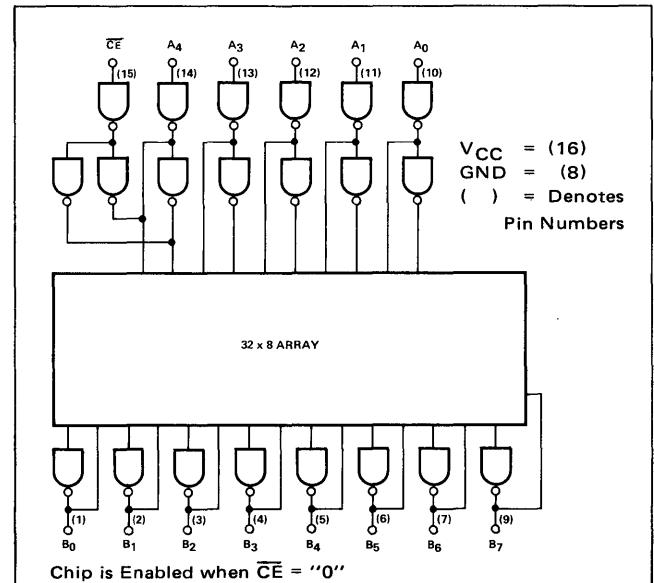 CE A4 A3 A2 A1 A0
(15) (14) (13) (12) (11) (10)
VCC = (16)
GND = (8)
( ) = Denotes
Pin Numbers
32 x 8 ARRAY
(1) (2) (3) (4) (5) (6) (7) (9)
B0 B1 B2 B3 B4 B5 B6 B7
Chip is Enabled when CE = "0"